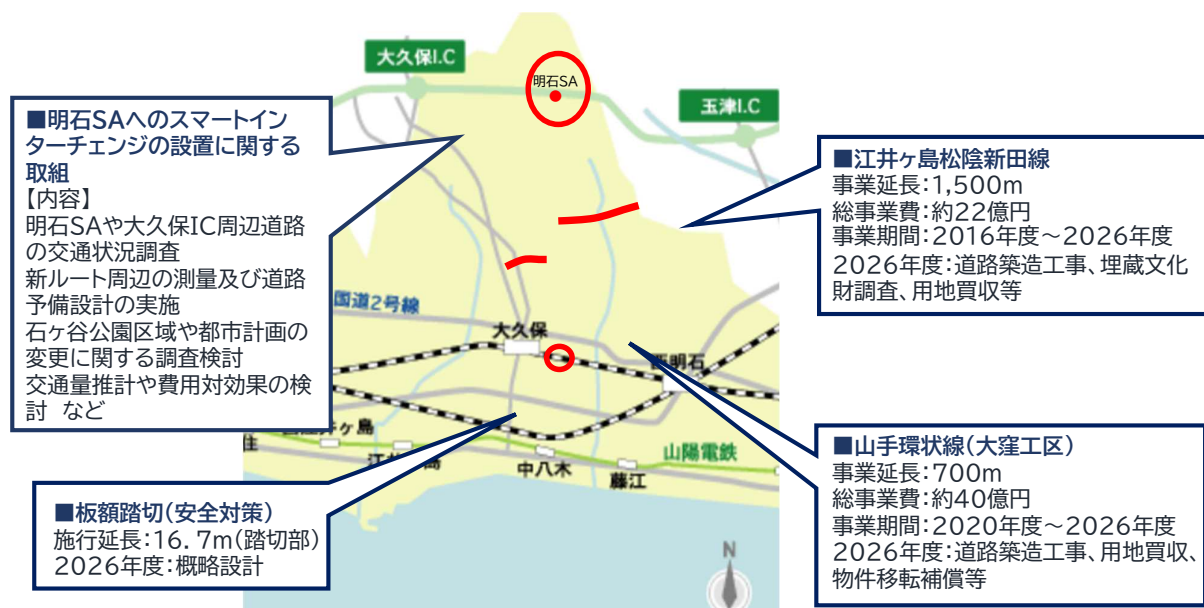 大久保I.C
明石SA
玉津I.C
■明石SAへのスマートイン
ターチェンジの設置に関する
取組
【内容】
明石SAや大久保IC周辺道路
の交通状況調査
新ルート周辺の測量及び道路
予備設計の実施
石ヶ谷公園区域や都市計画の
変更に関する調査検討
交通量推計や費用対効果の検
討 など
■江井ヶ島松陰新田線
事業延長:1,500m
総事業費:約22億円
事業期間:2016年度~2026年度
2026年度:道路築造工事、埋蔵文化
財調査、用地買収等
国道2号線
大久保
西明石
山陽電鉄
中八木
藤江
■板額踏切(安全対策)
施行延長:16.7m(踏切部)
2026年度:概略設計
■山手環状線(大窪工区)
事業延長:700m
総事業費:約40億円
事業期間:2020年度~2026年度
2026年度:道路築造工事、用地買収、
物件移転補償等
N